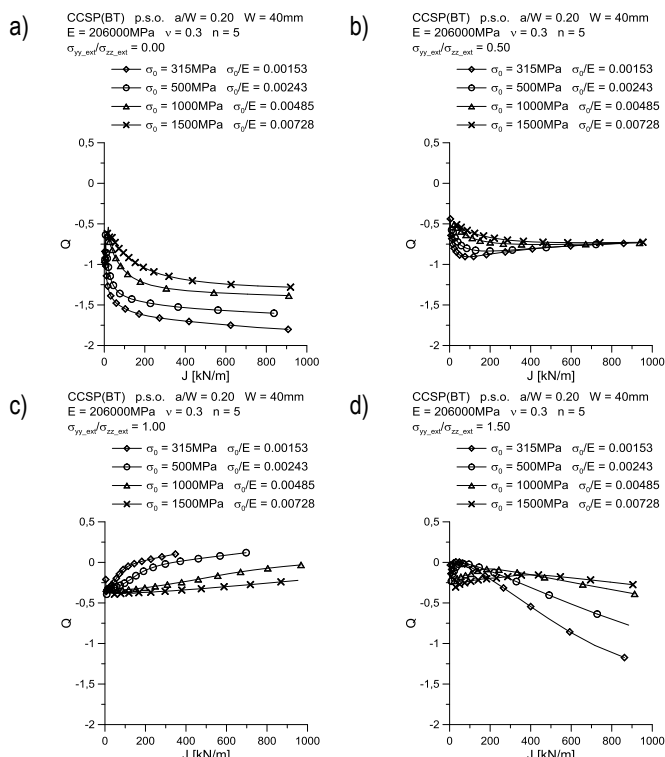 a)
CCSP(BT) p.s.o. a/W = 0.20 W = 40mm
E = 206000MPa ν = 0.3 n = 5
σyy_ext/σzz_ext = 0.00
σ0 = 315MPa σ0/E = 0.00153
σ0 = 500MPa σ0/E = 0.00243
σ0 = 1000MPa σ0/E = 0.00485
σ0 = 1500MPa σ0/E = 0.00728
0,5
0
-0,5
-1
-1,5
-2
Q
0 200 400 600 800 1000
J [kN/m]
b)
CCSP(BT) p.s.o. a/W = 0.20 W = 40mm
E = 206000MPa ν = 0.3 n = 5
σyy_ext/σzz_ext = 0.50
σ0 = 315MPa σ0/E = 0.00153
σ0 = 500MPa σ0/E = 0.00243
σ0 = 1000MPa σ0/E = 0.00485
σ0 = 1500MPa σ0/E = 0.00728
0,5
0
-0,5
-1
-1,5
-2
Q
0 200 400 600 800 1000
J [kN/m]
c)
CCSP(BT) p.s.o. a/W = 0.20 W = 40mm
E = 206000MPa ν = 0.3 n = 5
σyy_ext/σzz_ext = 1.00
σ0 = 315MPa σ0/E = 0.00153
σ0 = 500MPa σ0/E = 0.00243
σ0 = 1000MPa σ0/E = 0.00485
σ0 = 1500MPa σ0/E = 0.00728
0,5
0
-0,5
-1
-1,5
-2
Q
0 200 400 600 800 1000
J [kN/m]
d)
CCSP(BT) p.s.o. a/W = 0.20 W = 40mm
E = 206000MPa ν = 0.3 n = 5
σyy_ext/σzz_ext = 1.50
σ0 = 315MPa σ0/E = 0.00153
σ0 = 500MPa σ0/E = 0.00243
σ0 = 1000MPa σ0/E = 0.00485
σ0 = 1500MPa σ0/E = 0.00728
0,5
0
-0,5
-1
-1,5
-2
Q
0 200 400 600 800 1000
J [kN/m]